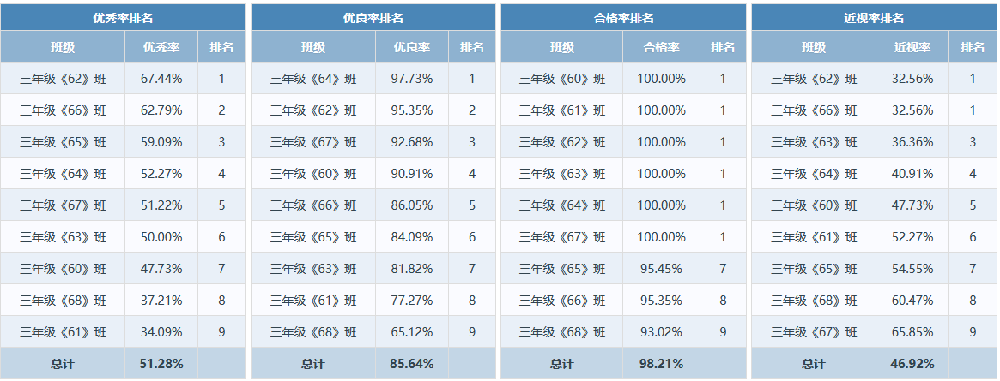 优秀率排名 优良率排名 合格率排名 近视率排名
班级 优秀率 排名 班级 优良率 排名 班级 合格率 排名 班级 近视率 排名
三年级《62》班 67.44% 1 三年级《64》班 97.73% 1 三年级《60》班 100.00% 1 三年级《62》班 32.56% 1
三年级《66》班 62.79% 2 三年级《62》班 95.35% 2 三年级《61》班 100.00% 1 三年级《66》班 32.56% 1
三年级《65》班 59.09% 3 三年级《67》班 92.68% 3 三年级《62》班 100.00% 1 三年级《63》班 36.36% 3
三年级《64》班 52.27% 4 三年级《60》班 90.91% 4 三年级《63》班 100.00% 1 三年级《64》班 40.91% 4
三年级《67》班 51.22% 5 三年级《66》班 86.05% 5 三年级《64》班 100.00% 1 三年级《60》班 47.73% 5
三年级《63》班 50.00% 6 三年级《65》班 84.09% 6 三年级《67》班 100.00% 1 三年级《61》班 52.27% 6
三年级《60》班 47.73% 7 三年级《63》班 81.82% 7 三年级《65》班 95.45% 7 三年级《65》班 54.55% 7
三年级《68》班 37.21% 8 三年级《61》班 77.27% 8 三年级《66》班 95.35% 8 三年级《68》班 60.47% 8
三年级《61》班 34.09% 9 三年级《68》班 65.12% 9 三年级《68》班 93.02% 9 三年级《67》班 65.85% 9
总计 51.28% 总计 85.64% 总计 98.21% 总计 46.92%